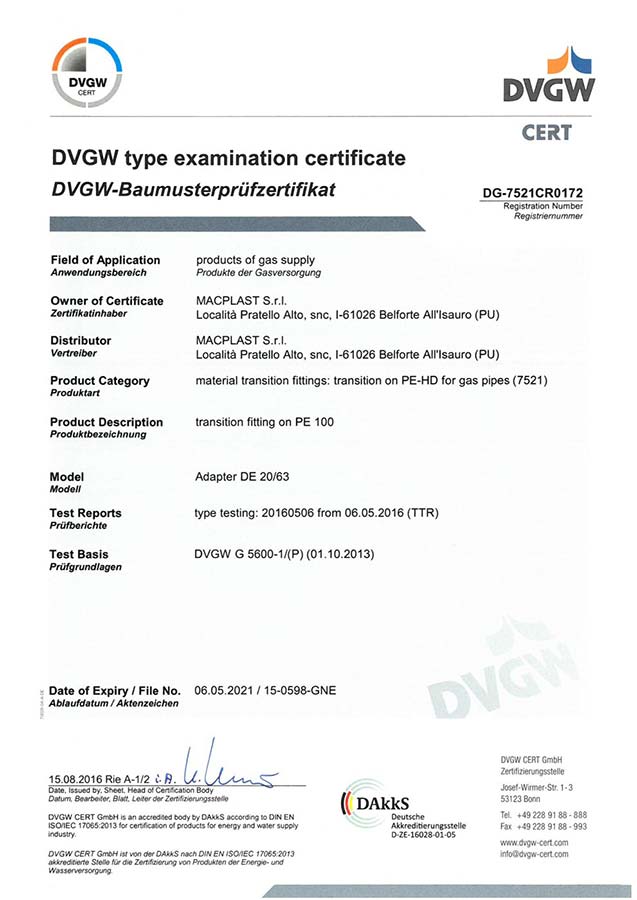 DVGW
CERT
DVGW
CERT
DVGW type examination certificate
DVGW-Baumusterprüfzertifikat
DG-7521CR0172
Registration Number
Registriernummer
Field of Application products of gas supply
Anwendungsbereich Produkte der Gasversorgung
Owner of Certificate MACPLAST S.r.l.
Zertifikatinhaber Località Pratello Alto, snc, I-61026 Belforte All'Isauro (PU)
Distributor MACPLAST S.r.l.
Vertreiber Località Pratello Alto, snc, I-61026 Belforte All'Isauro (PU)
Product Category material transition fittings: transition on PE-HD for gas pipes (7521)
Produktart
Product Description transition fitting on PE 100
Produktbezeichnung
Model Adapter DE 20/63
Modell
Test Reports type testing: 20160506 from 06.05.2016 (TTR)
Prüfberichte
Test Basis DVGW G 5600-1/(P) (01.10.2013)
Prüfgrundlagen
DVGW
Date of Expiry / File No. 06.05.2021 / 15-0598-GNE
Ablaufdatum / Aktenzeichen
15.08.2016 Rie A-1/2 i.A.
Date, Issued by, Sheet, Head of Certification Body
Datum, Bearbeiter, Blatt, Leiter der Zertifizierungsstelle
DVGW CERT GmbH is an accredited body by DAkkS according to DIN EN
ISO/IEC 17065:2013 for certification of products for energy and water supply
industry.
DVGW CERT GmbH ist von der DAkkS nach DIN EN ISO/IEC 17065:2013
akkreditierte Stelle für die Zertifizierung von Produkten der Energie- und
Wasserversorgung.
DAkkS
Deutsche
Akkreditierungsstelle
D-ZE-16028-01-05
DVGW CERT GmbH
Zertifizierungsstelle
Josef-Wirmer-Str. 1-3
53123 Bonn
Tel. +49 228 91 88 - 888
Fax +49 228 91 88 - 993
www.dvgw-cert.com
info@dvgw-cert.com